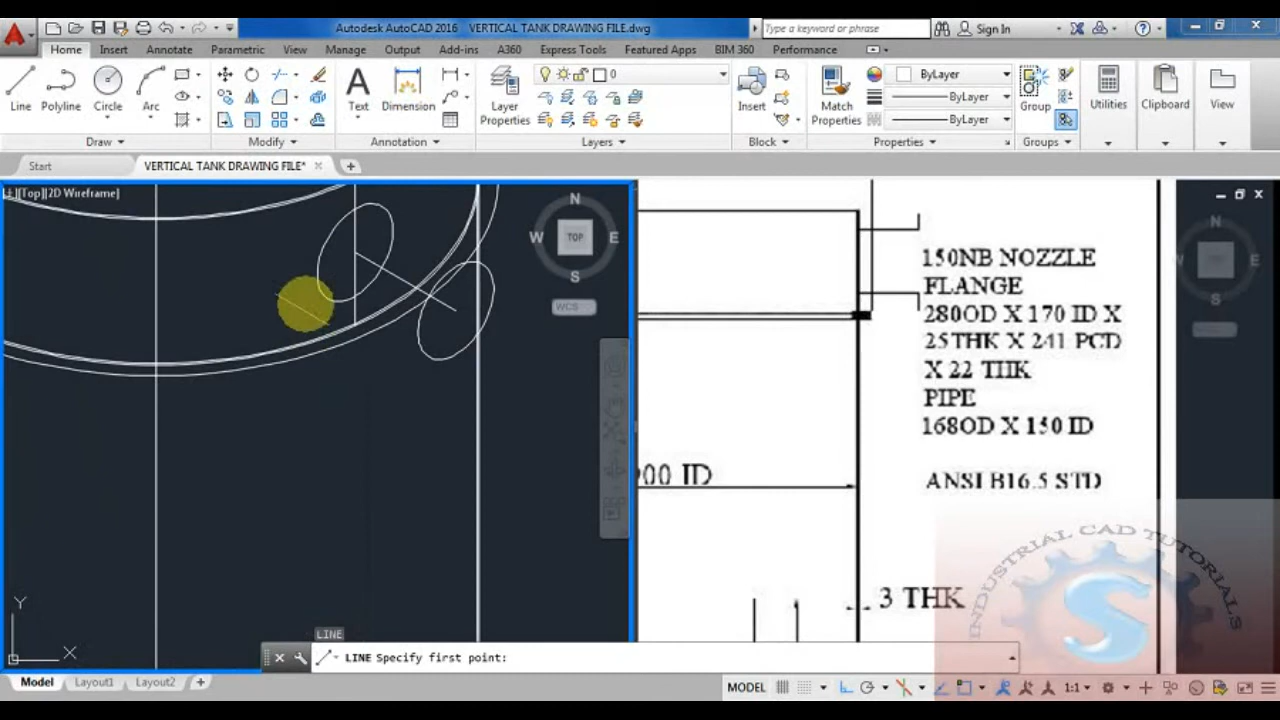 Autodesk AutoCAD 2016 VERTICAL TANK DRAWING FILE.dwg
Type a keyword or phrase
Sign In
Home Insert Annotate Parametric View Manage Output Add-ins A360 Express Tools Featured Apps BIM 360 Performance
Line Polyline Circle Arc
Text Dimension
Layer Properties
0
Insert
Match Properties
ByLayer
ByLayer
ByLayer
Group
Utilities Clipboard View
Draw Modify Annotation Layers Block Properties Groups
Start VERTICAL TANK DRAWING FILE*
[Top][2D Wireframe]
N
W TOP E
S
WCS
N
W E
S
150NB NOZZLE
FLANGE
280OD X 170 ID X
25THK X 241 PCD
X 22 THK
PIPE
168OD X 150 ID
00 ID
ANSI B16.5 STD
3 THK
INDUSTRIAL CAD TUTORIALS
S
Y
X
LINE
LINE Specify first point:
Model Layout1 Layout2
MODEL
1:1